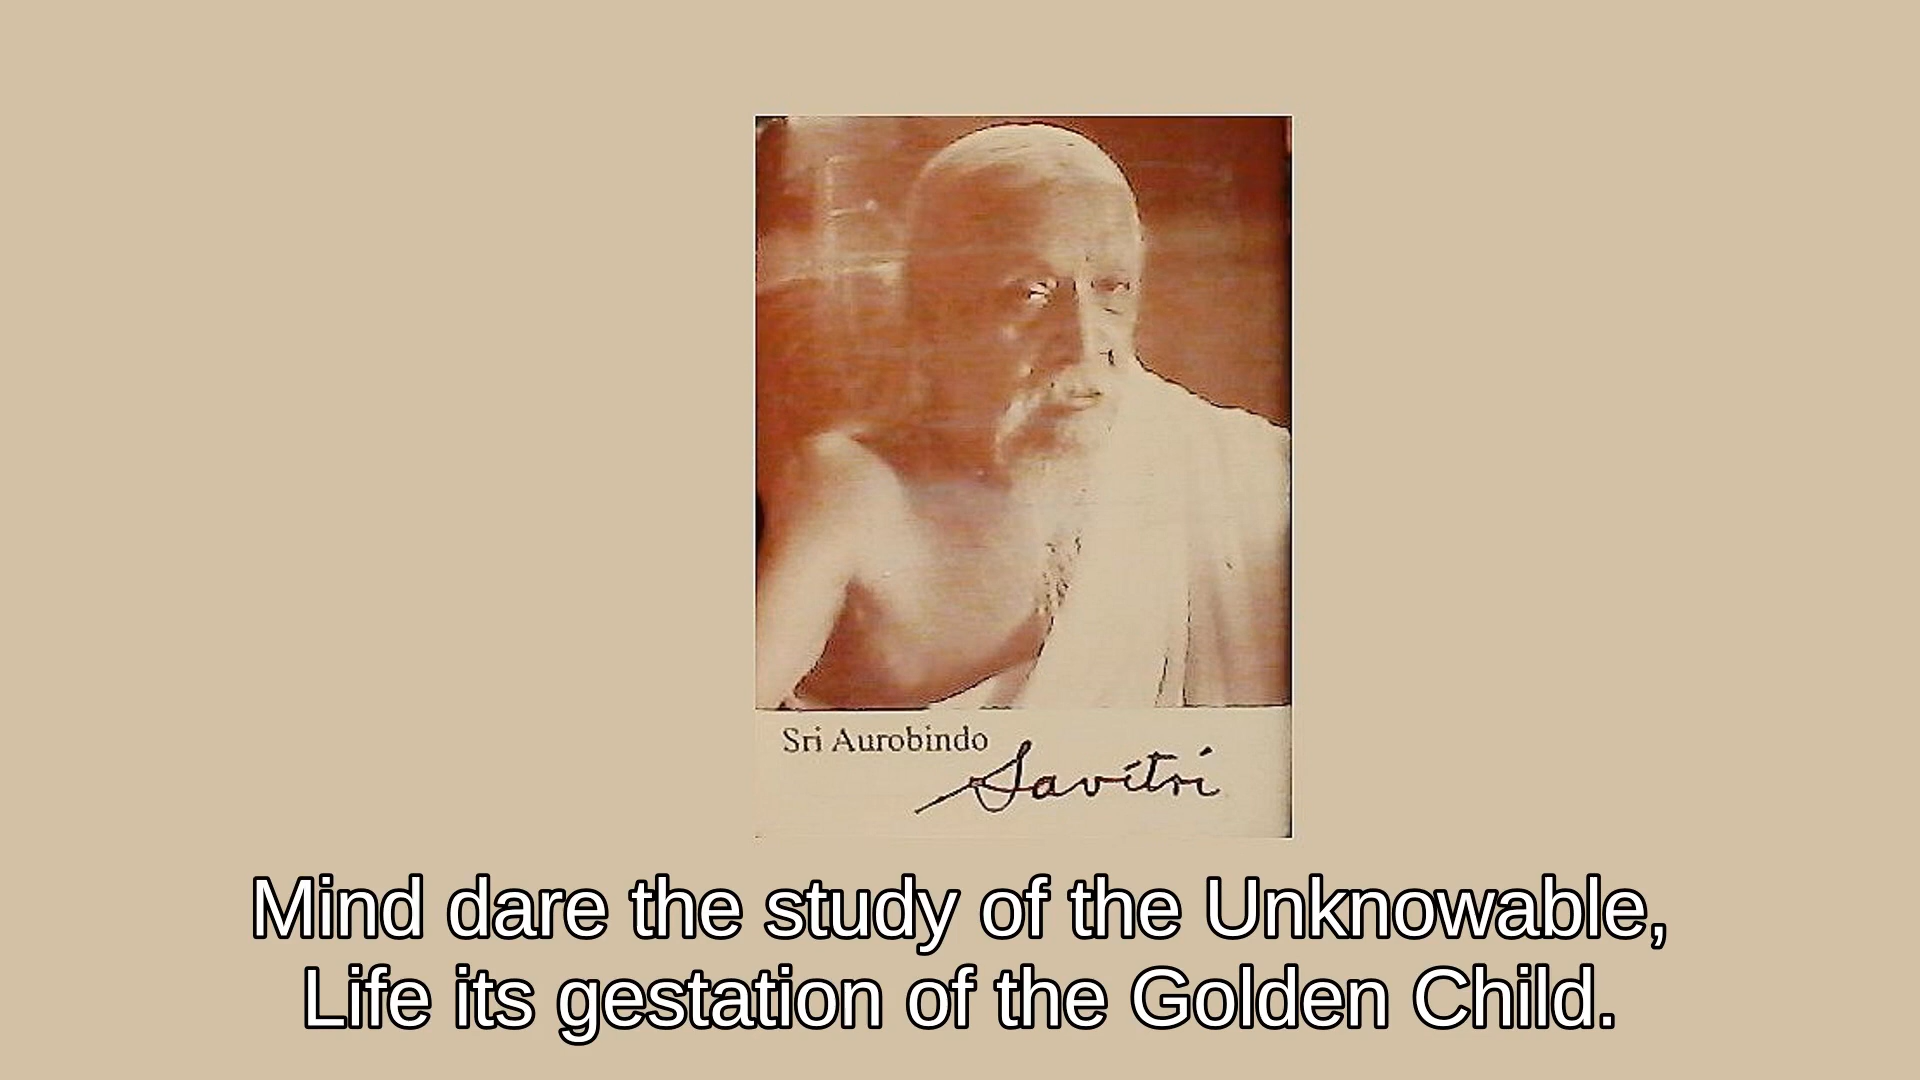 Sri Aurobindo
Savitri
Mind dare the study of the Unknowable,
Life its gestation of the Golden Child.